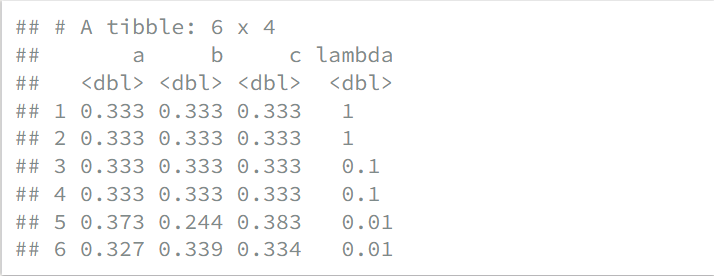 ## # A tibble: 6 x 4
##       a     b     c lambda
##   <dbl> <dbl> <dbl>  <dbl>
## 1 0.333 0.333 0.333   1
## 2 0.333 0.333 0.333   1
## 3 0.333 0.333 0.333   0.1
## 4 0.333 0.333 0.333   0.1
## 5 0.373 0.244 0.383   0.01
## 6 0.327 0.339 0.334   0.01